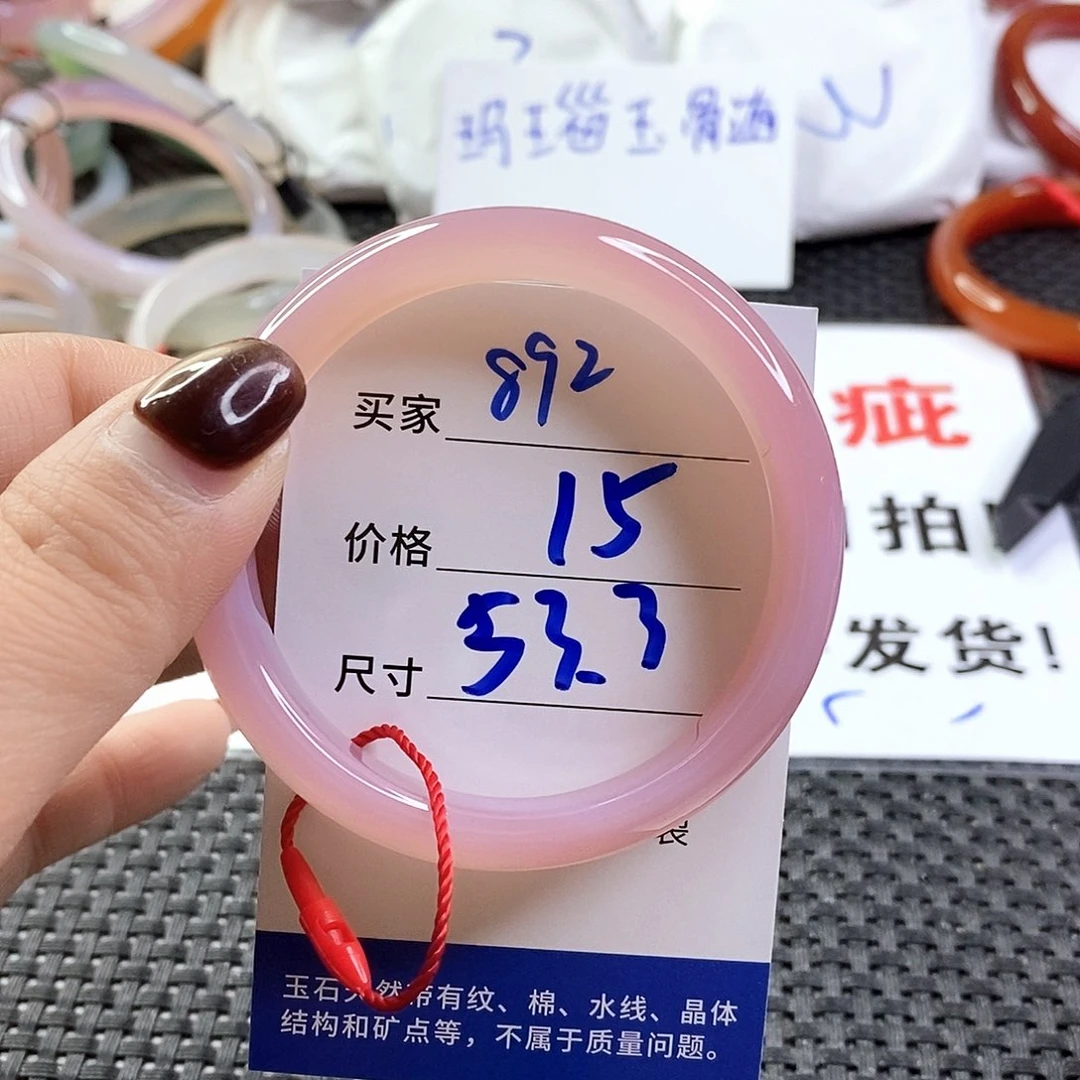 玛瑙玉骨髓
买家 892
价格 15
尺寸 53.3
疵
拍
发货!
玉石天然带有纹、棉、水线、晶体
结构和矿点等，不属于质量问题。